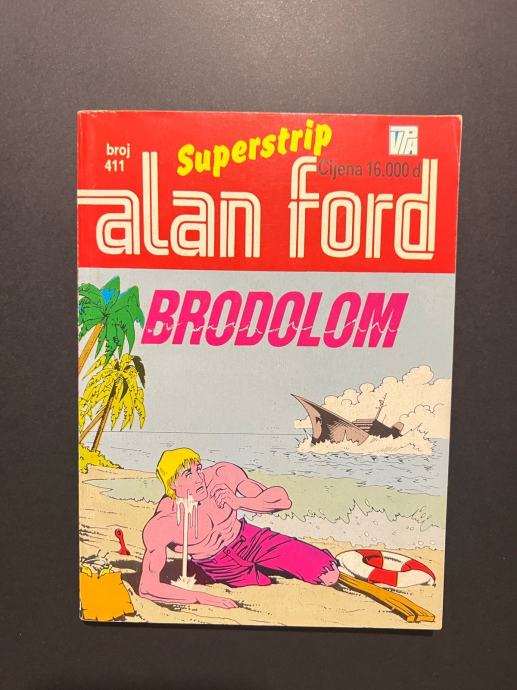 broj
411
Superstrip
VPA
Cijena 16.000 d
alan ford
BRODOLOM